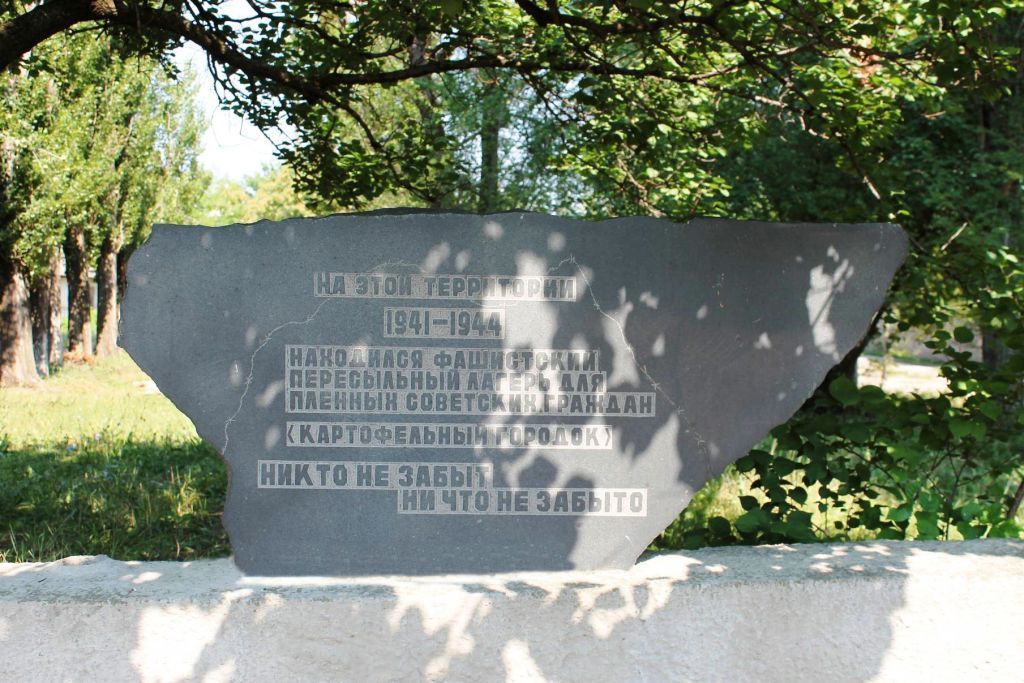 НА ЭТОЙ ТЕРРИТОРИИ
1941-1944
НАХОДИЛСЯ ФАШИСТСКИЙ
ПЕРЕСЫЛЬНЫЙ ЛАГЕРЬ ДЛЯ
ПЛЕННЫХ СОВЕТСКИХ ГРАЖДАН
<КАРТОФЕЛЬНЫЙ ГОРОДОК>
НИКТО НЕ ЗАБЫТ
НИ ЧТО НЕ ЗАБЫТО